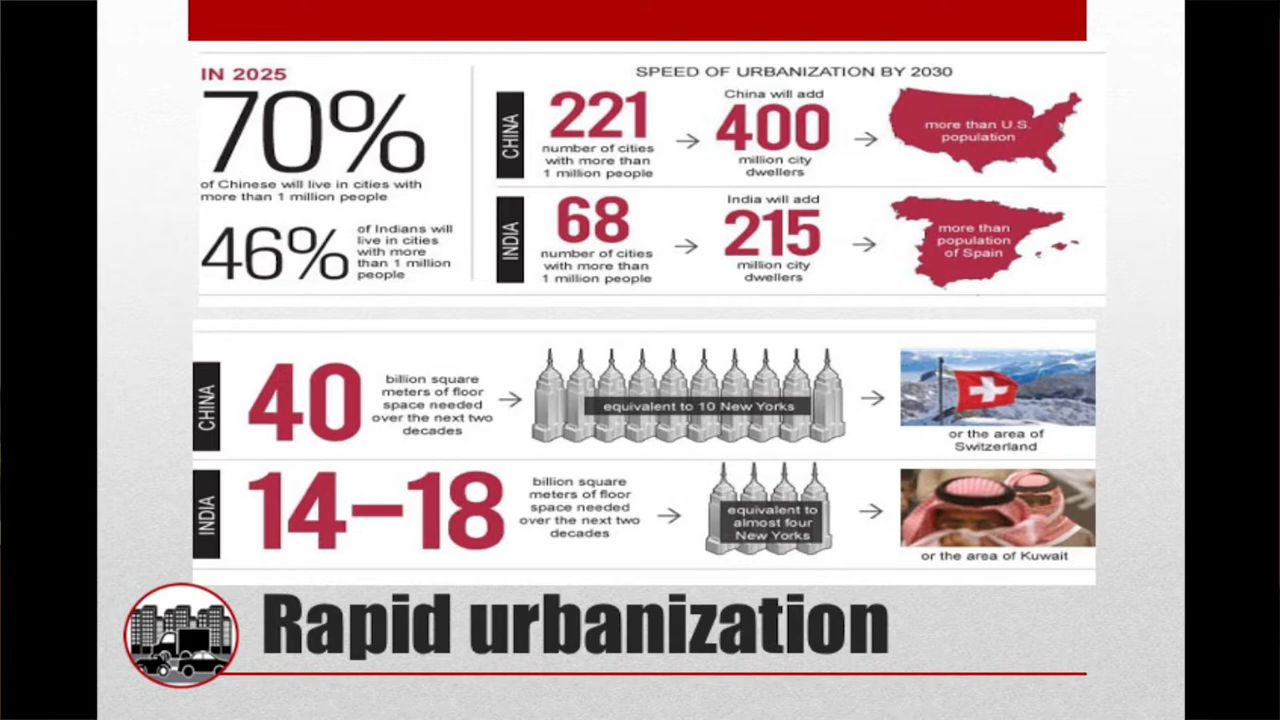 IN 2025
70%
of Chinese will live in cities with
more than 1 million people
46%
of Indians will
live in cities
with more
than 1 million
people
SPEED OF URBANIZATION BY 2030
CHINA
221
number of cities
with more than
1 million people
China will add
400
million city
dwellers
more than U.S.
population
INDIA
68
number of cities
with more than
1 million people
India will add
215
million city
dwellers
more than
population
of Spain
CHINA
40
billion square
meters of floor
space needed
over the next two
decades
equivalent to 10 New Yorks
or the area of
Switzerland
INDIA
14–18
billion square
meters of floor
space needed
over the next two
decades
equivalent to
almost four
New Yorks
or the area of Kuwait
Rapid urbanization